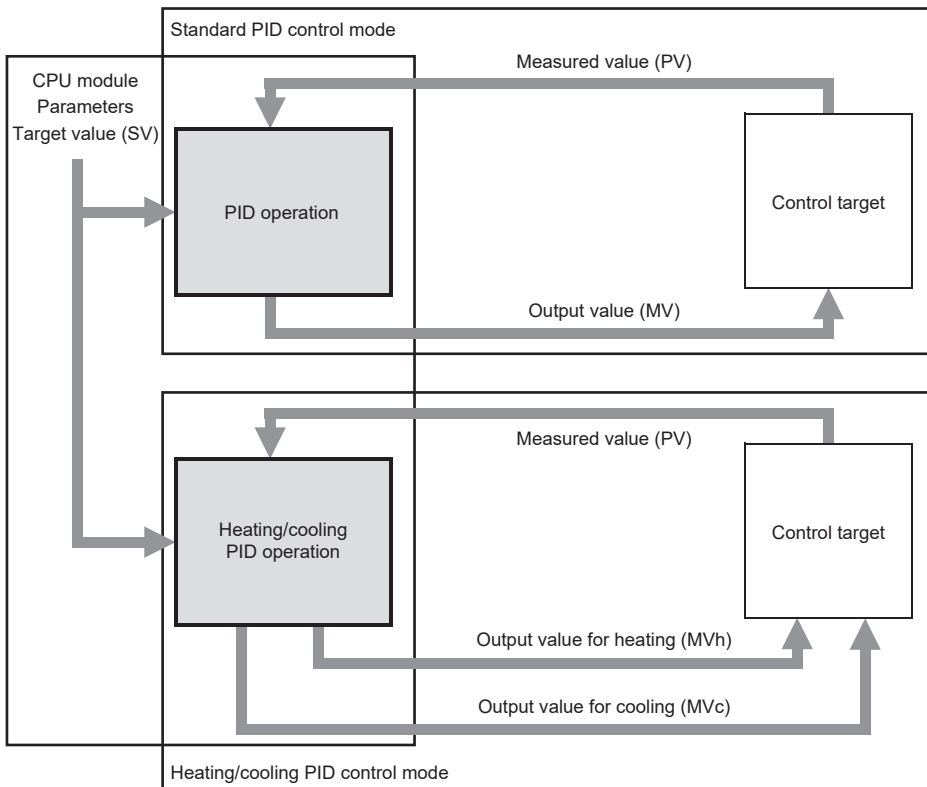 Standard PID control mode
CPU module
Parameters
Target value (SV)
Measured value (PV)
PID operation
Control target
Output value (MV)
Measured value (PV)
Heating/cooling
PID operation
Control target
Output value for heating (MVh)
Output value for cooling (MVc)
Heating/cooling PID control mode